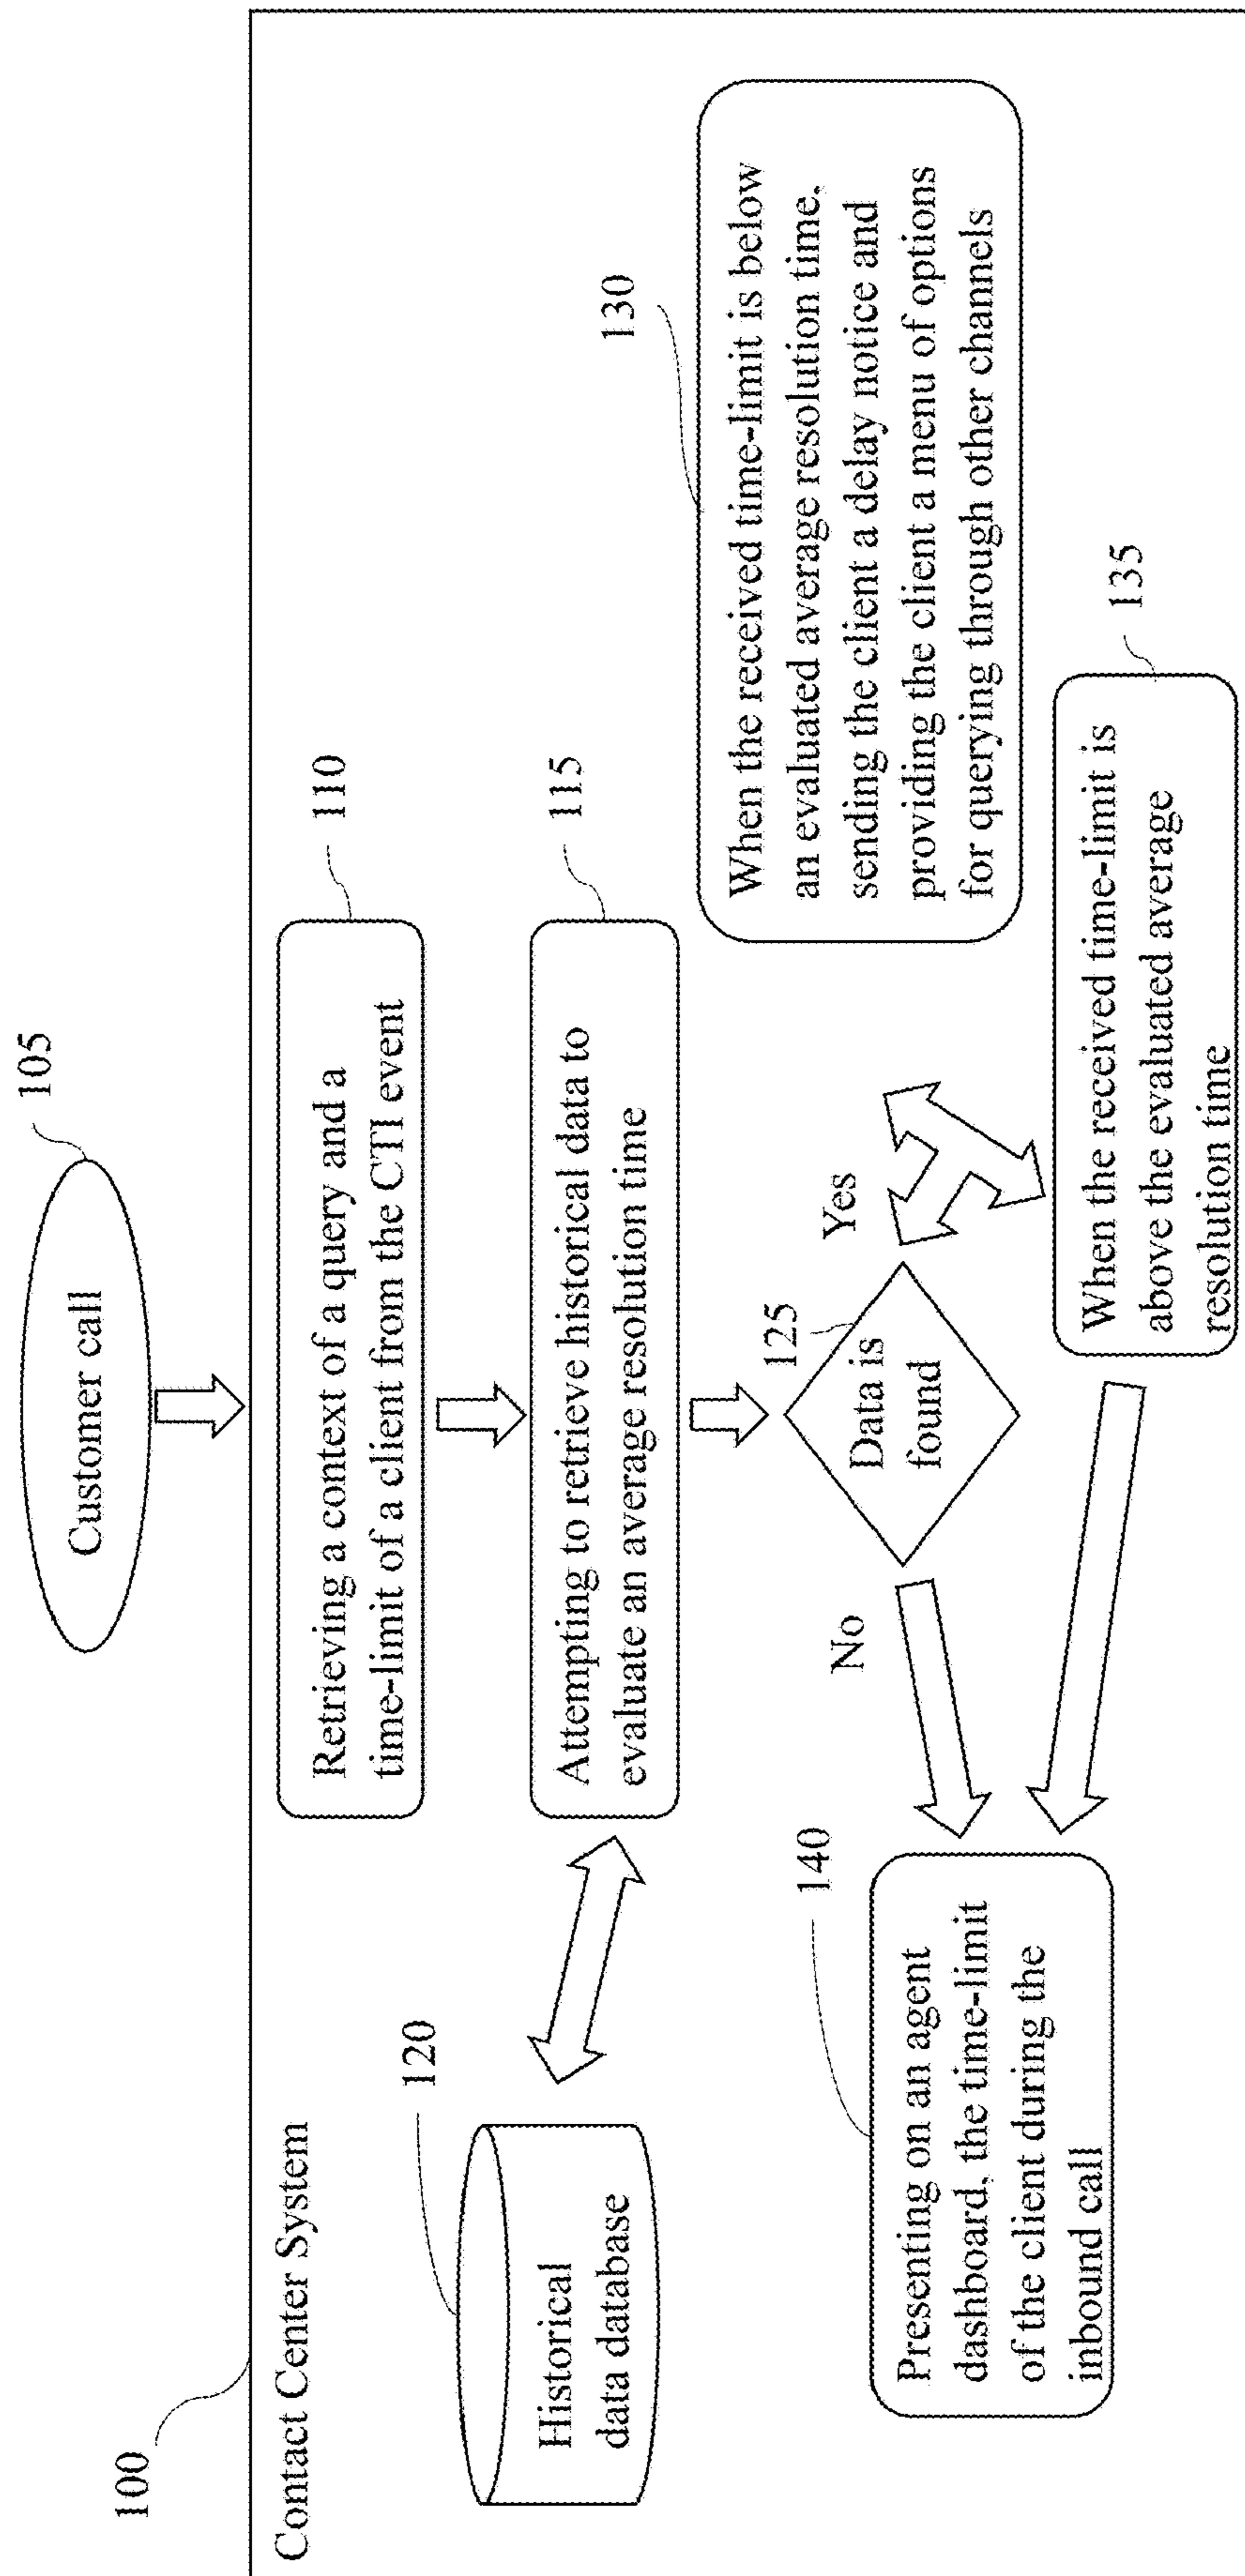 105
Customer call
100
Contact Center System
110
Retrieving a context of a query and a
time-limit of a client from the CTI event
115
Attempting to retrieve historical data to
evaluate an average resolution time
120
Historical
data database
125
Data is
found
Yes
No
130
When the received time-limit is below
an evaluated average resolution time,
sending the client a delay notice and
providing the client a menu of options
for querying through other channels
135
When the received time-limit is
above the evaluated average
resolution time
140
Presenting on an agent
dashboard, the time-limit
of the client during the
inbound call